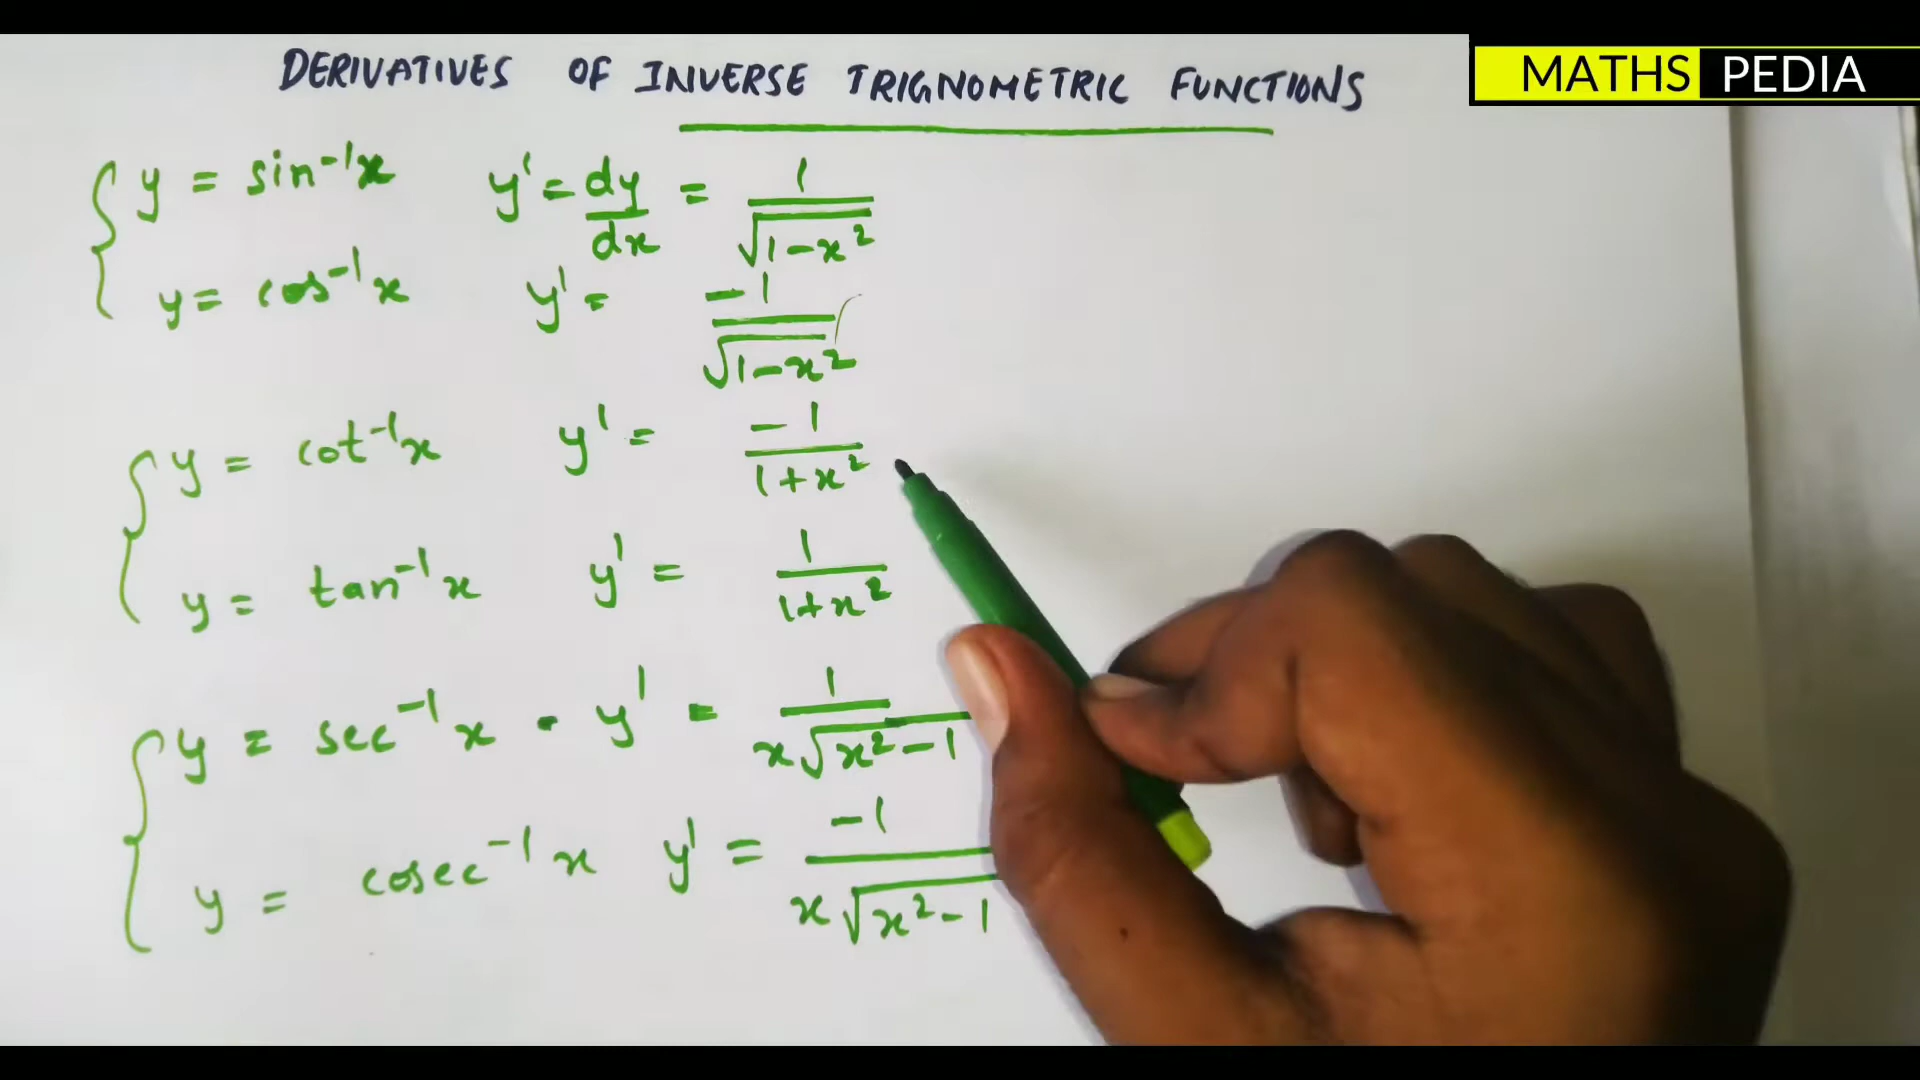 DERIVATIVES OF INVERSE TRIGNOMETRIC FUNCTIONS
MATHS PEDIA
y = sin⁻¹x y' = dy/dx = 1/√(1-x²)
y = cos⁻¹x y' = -1/√(1-x²)
y = cot⁻¹x y' = -1/(1+x²)
y = tan⁻¹x y' = 1/(1+x²)
y = sec⁻¹x - y' = 1/(x√(x²-1))
y = cosec⁻¹x y' = -1/(x√(x²-1))